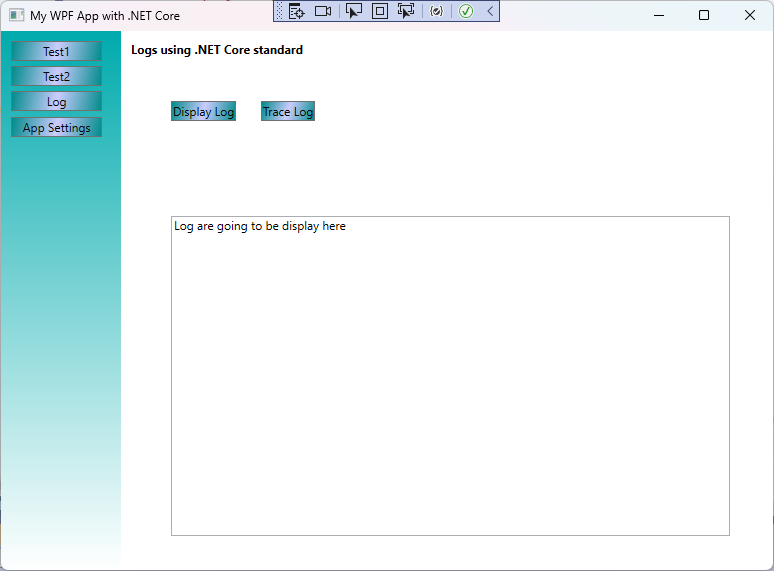 My WPF App with .NET Core
Test1
Test2
Log
App Settings
Logs using .NET Core standard
Display Log
Trace Log
Log are going to be display here